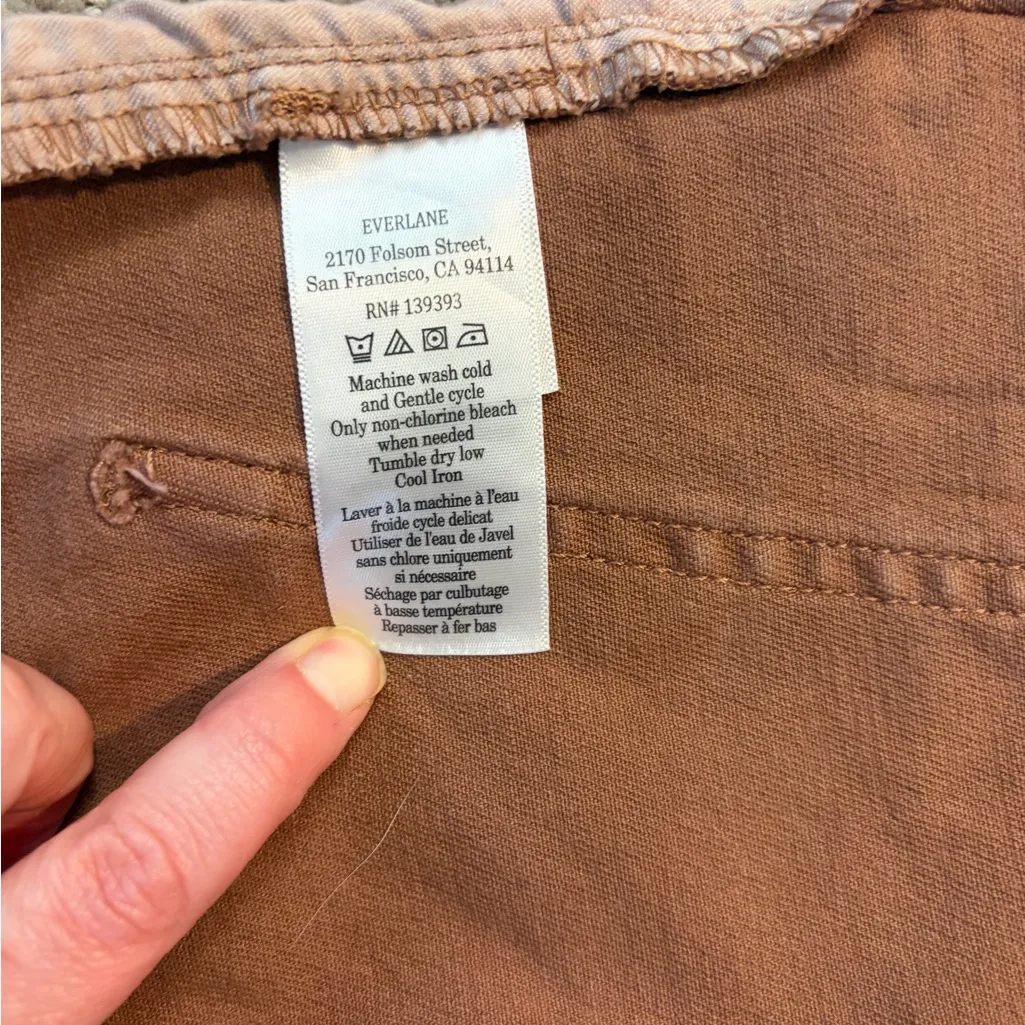 EVERLANE
2170 Folsom Street,
San Francisco, CA 94114
RN# 139393
Machine wash cold
and Gentle cycle
Only non-chlorine bleach
when needed
Tumble dry low
Cool Iron
Laver à la machine à l'eau
froide cycle delicat
Utiliser de l'eau de Javel
sans chlore uniquement
si nécessaire
Séchage par culbutage
à basse température
Repasser à fer bas